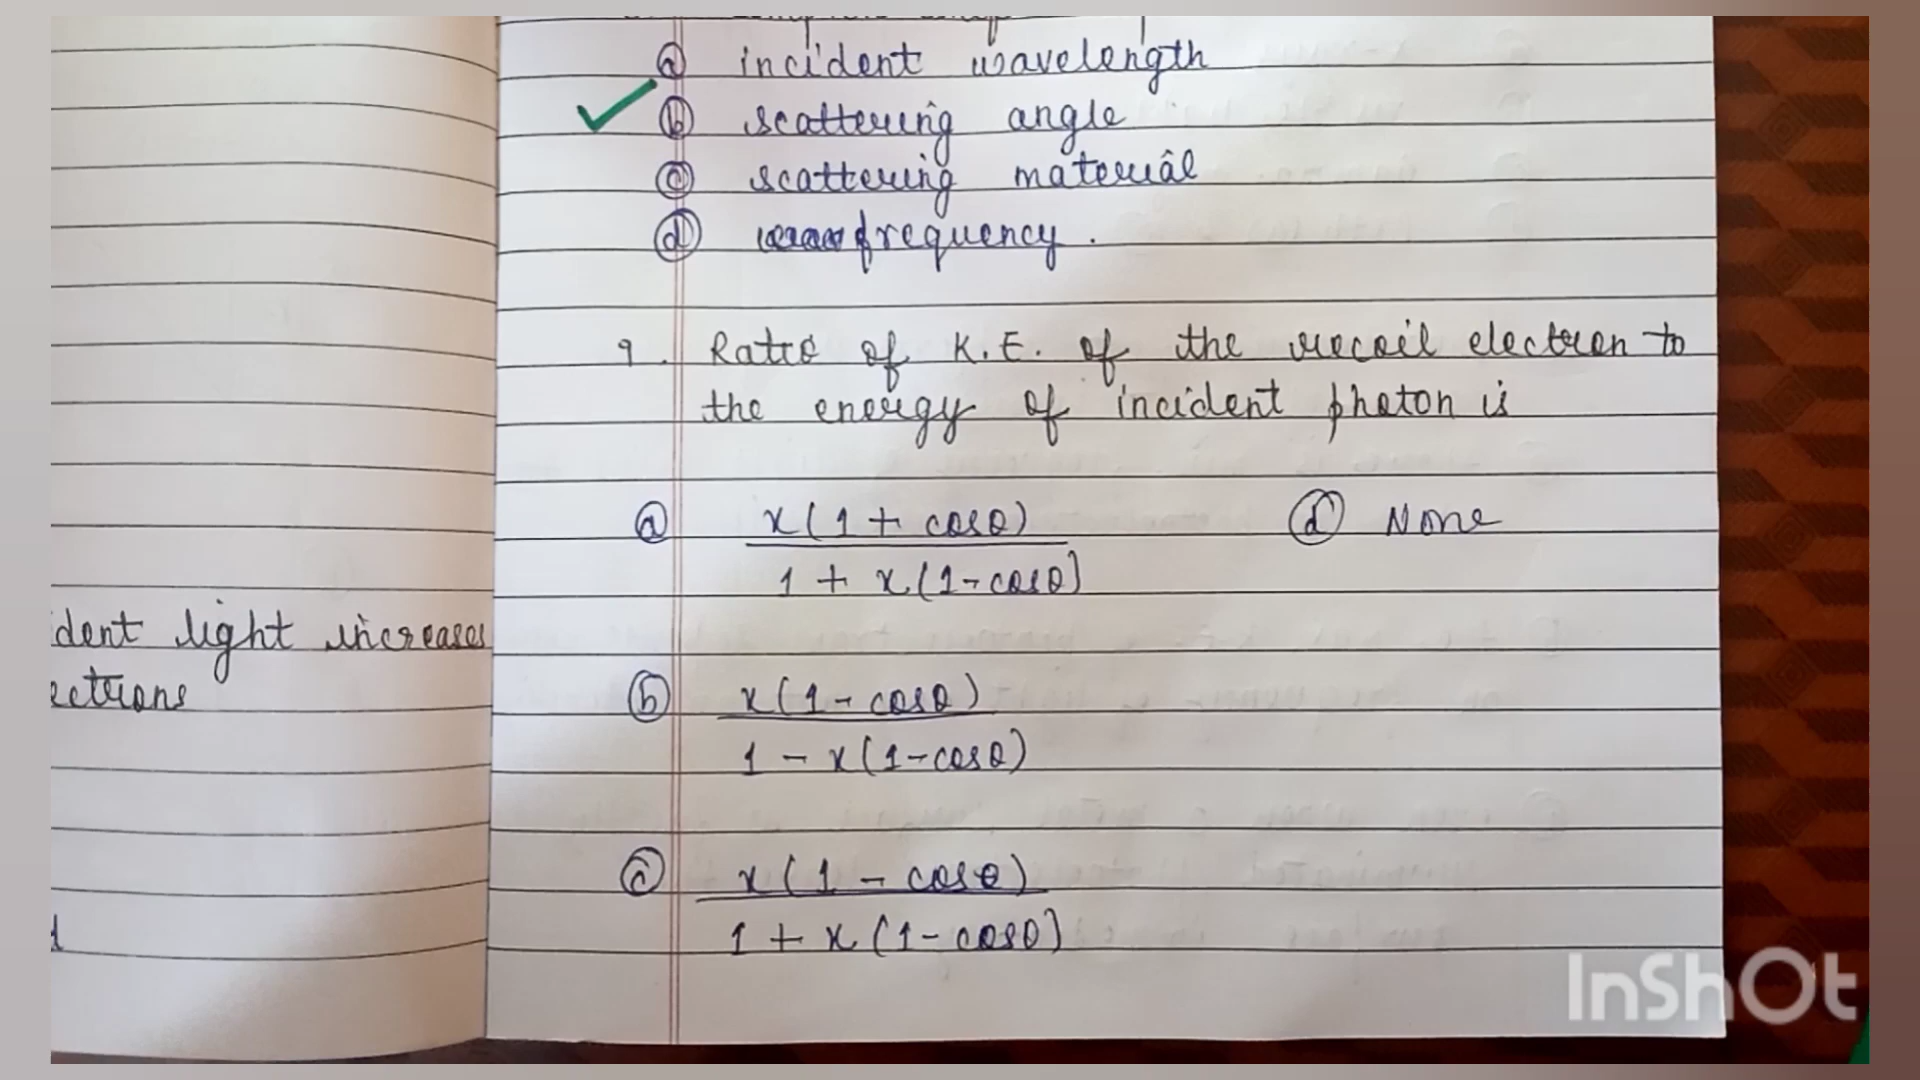 ⓐ incident wavelength
ⓑ scattering angle
ⓒ scattering material
ⓓ frequency.
9. Ratio of K.E. of the recoil electron to
the energy of incident photon is
ⓐ x(1 + cosθ) ⓓ None
1 + x(1-cosθ)
dent light increases
ectrons
ⓑ x(1-cosθ)
1 - x(1-cosθ)
ⓒ x(1 - cosθ)
1 + x(1-cosθ)
InShOt